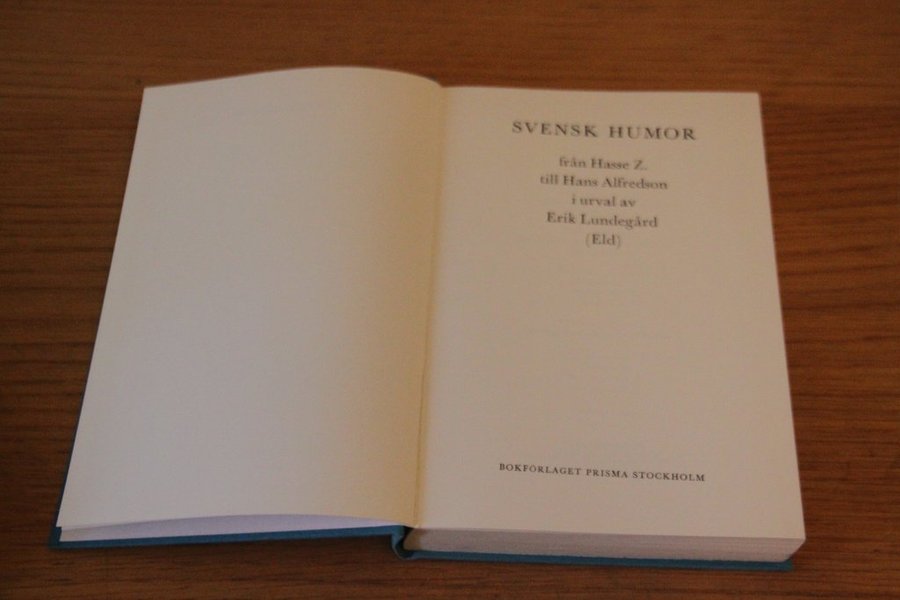 SVENSK HUMOR
från Hasse Z.
till Hans Alfredson
i urval av
Erik Lundegård
(Eld)
BOKFÖRLAGET PRISMA STOCKHOLM